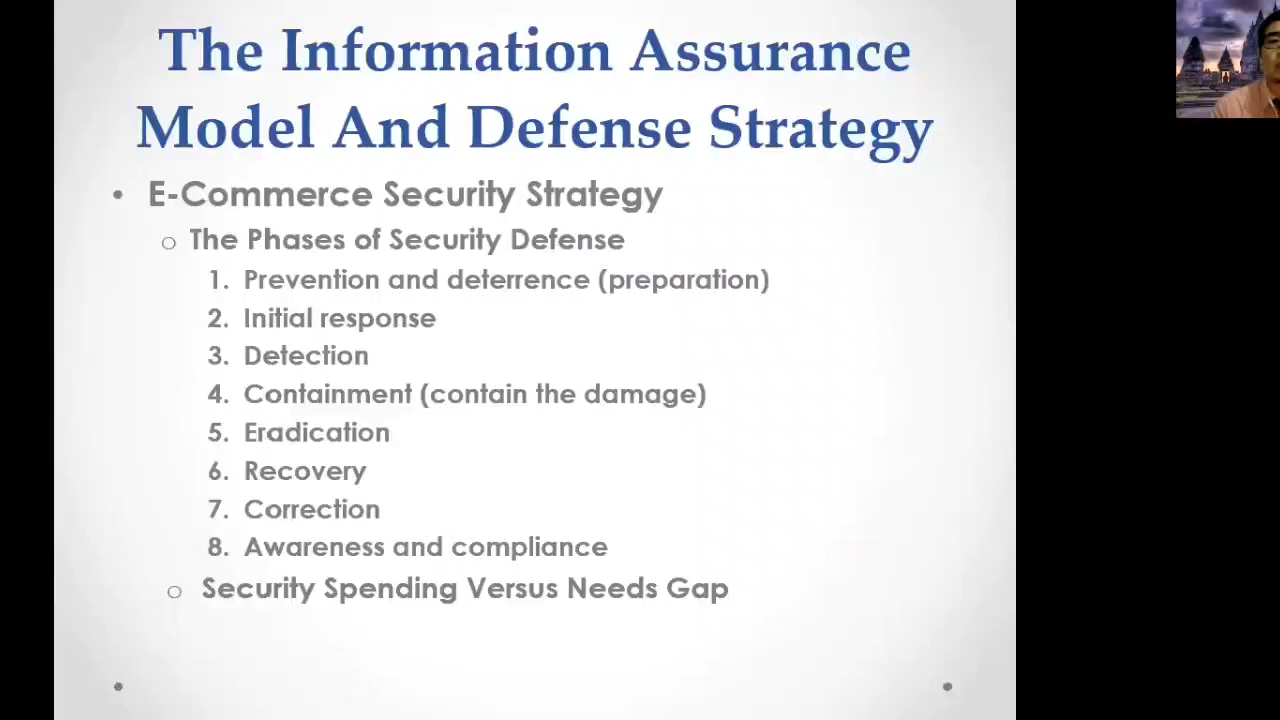 The Information Assurance
Model And Defense Strategy
• E-Commerce Security Strategy
o The Phases of Security Defense
1. Prevention and deterrence (preparation)
2. Initial response
3. Detection
4. Containment (contain the damage)
5. Eradication
6. Recovery
7. Correction
8. Awareness and compliance
o Security Spending Versus Needs Gap